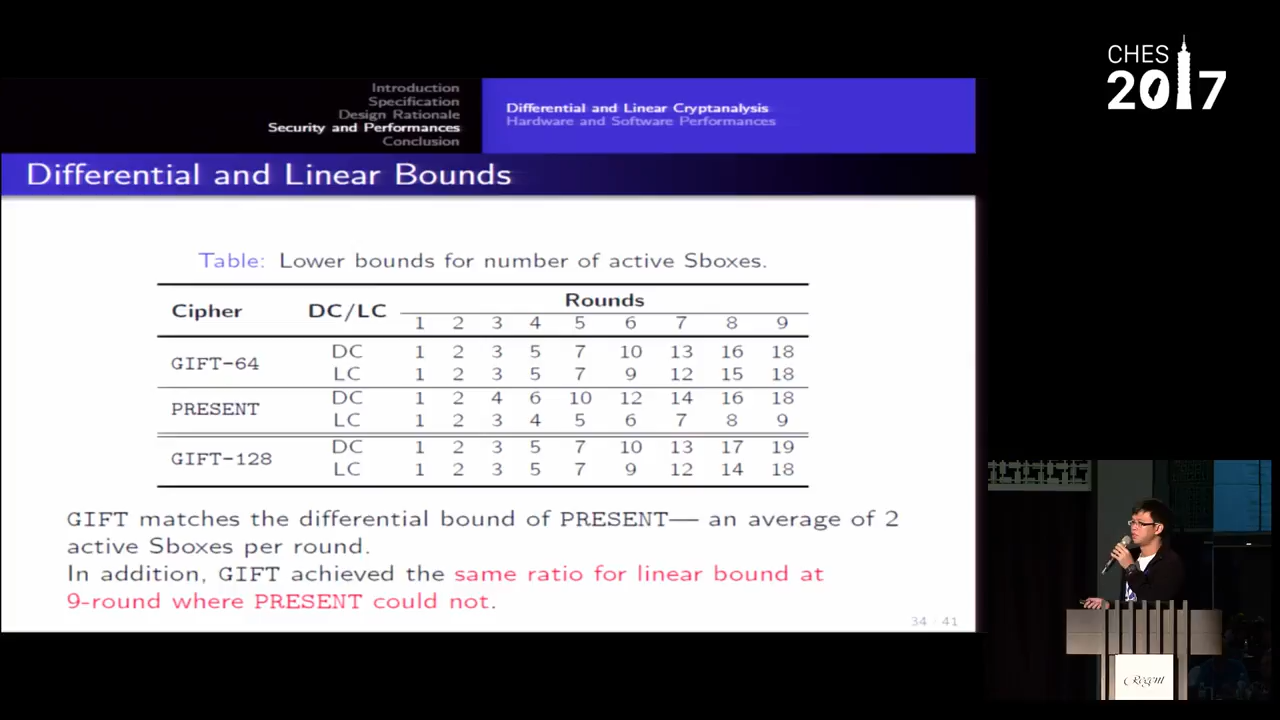 CHES
2017
Introduction
Specification
Design Rationale
Security and Performances
Conclusion
Differential and Linear Cryptanalysis
Hardware and Software Performances
Differential and Linear Bounds
Table: Lower bounds for number of active Sboxes.
Cipher DC/LC Rounds
1 2 3 4 5 6 7 8 9
GIFT-64
DC 1 2 3 5 7 10 13 16 18
LC 1 2 3 5 7 9 12 15 18
PRESENT
DC 1 2 4 6 10 12 14 16 18
LC 1 2 3 4 5 6 7 8 9
GIFT-128
DC 1 2 3 5 7 10 13 17 19
LC 1 2 3 5 7 9 12 14 18
GIFT matches the differential bound of PRESENT— an average of 2
active Sboxes per round.
In addition, GIFT achieved the same ratio for linear bound at
9-round where PRESENT could not.
34 / 41
Regent